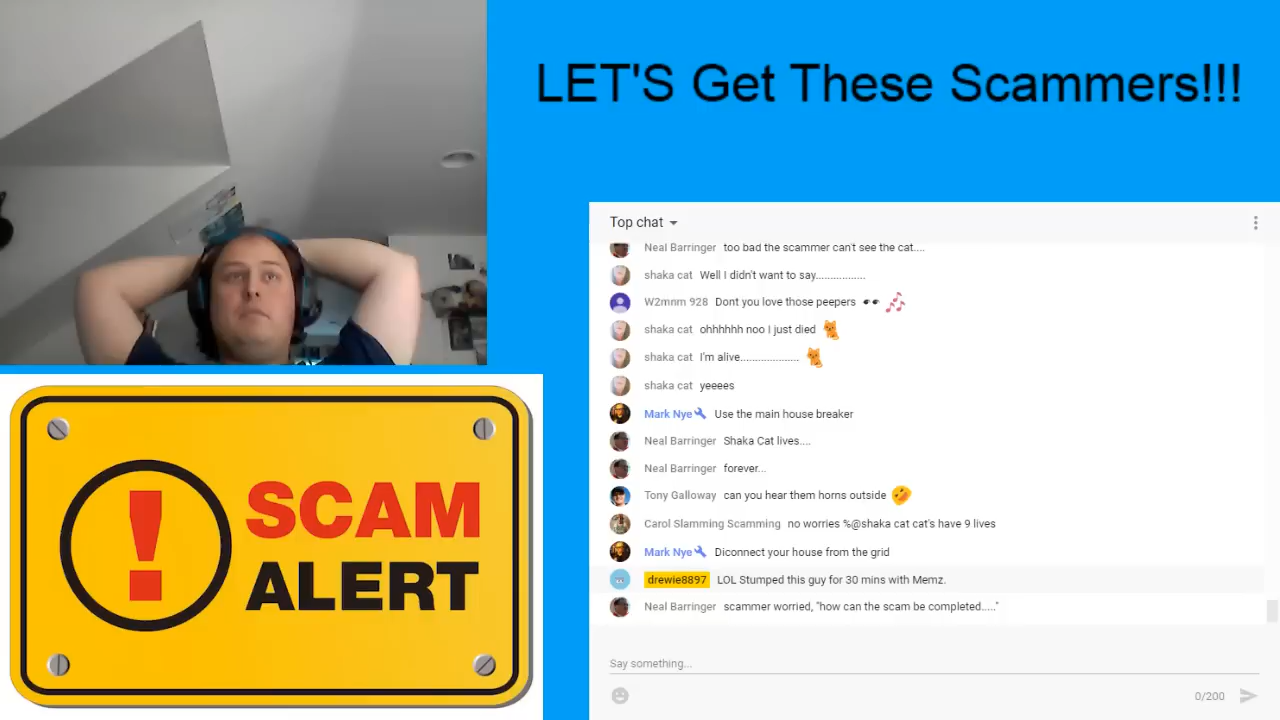 LET'S Get These Scammers!!!
Top chat
Neal Barringer too bad the scammer can't see the cat....
shaka cat Well I didn't want to say.................
W2mnm 928 Dont you love those peepers
shaka cat ohhhhhh noo I just died
shaka cat I'm alive....................
shaka cat yeeees
Mark Nye Use the main house breaker
Neal Barringer Shaka Cat lives....
Neal Barringer forever...
Tony Galloway can you hear them horns outside
Carol Slamming Scamming no worries %@shaka cat cat's have 9 lives
Mark Nye Diconnect your house from the grid
drewie8897 LOL Stumped this guy for 30 mins with Memz.
Neal Barringer scammer worried, "how can the scam be completed....."
Say something...
0/200
! SCAM
ALERT